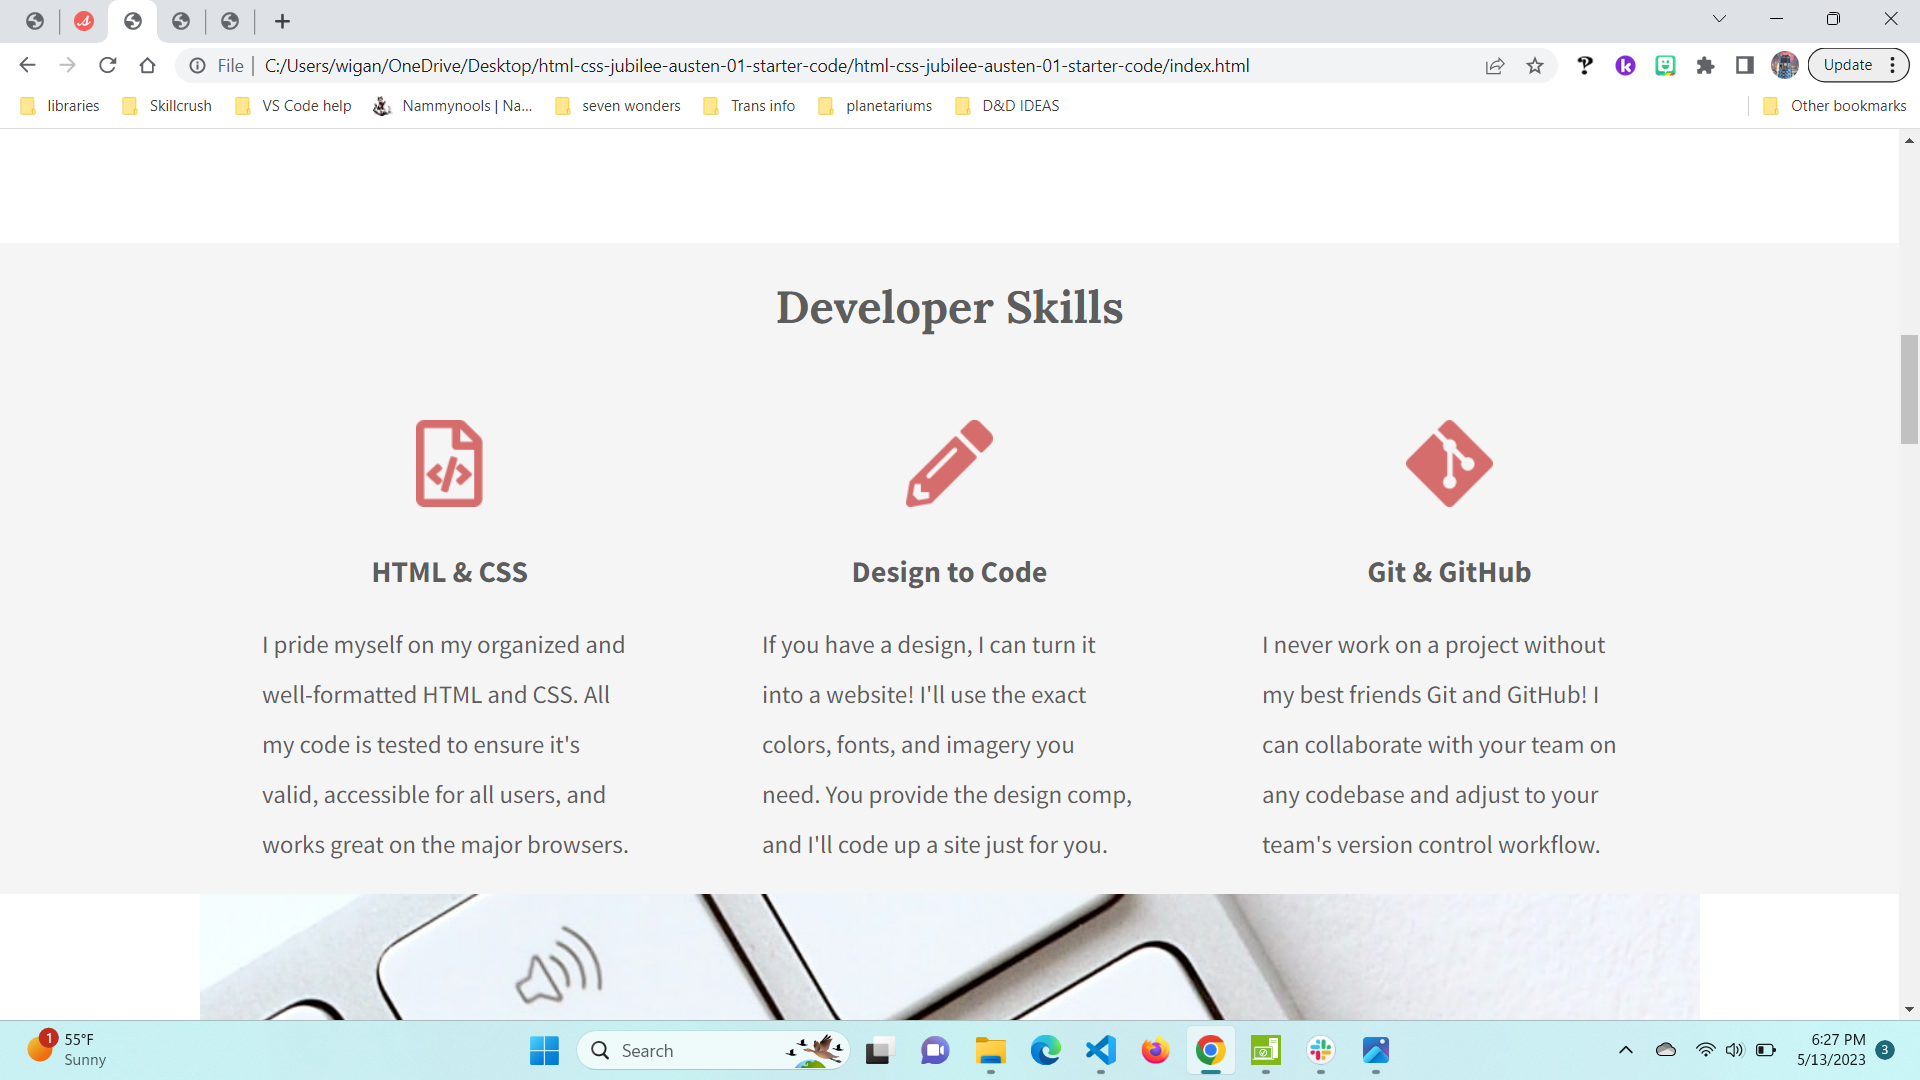 File
C:/Users/wigan/OneDrive/Desktop/html-css-jubilee-austen-01-starter-code/html-css-jubilee-austen-01-starter-code/index.html
Update
libraries
Skillcrush
VS Code help
Nammynools | Na...
seven wonders
Trans info
planetariums
D&D IDEAS
Other bookmarks
Developer Skills
HTML & CSS
I pride myself on my organized and
well-formatted HTML and CSS. All
my code is tested to ensure it's
valid, accessible for all users, and
works great on the major browsers.
Design to Code
If you have a design, I can turn it
into a website! I'll use the exact
colors, fonts, and imagery you
need. You provide the design comp,
and I'll code up a site just for you.
Git & GitHub
I never work on a project without
my best friends Git and GitHub! I
can collaborate with your team on
any codebase and adjust to your
team's version control workflow.
1
55°F
Sunny
Search
6:27 PM
5/13/2023
3